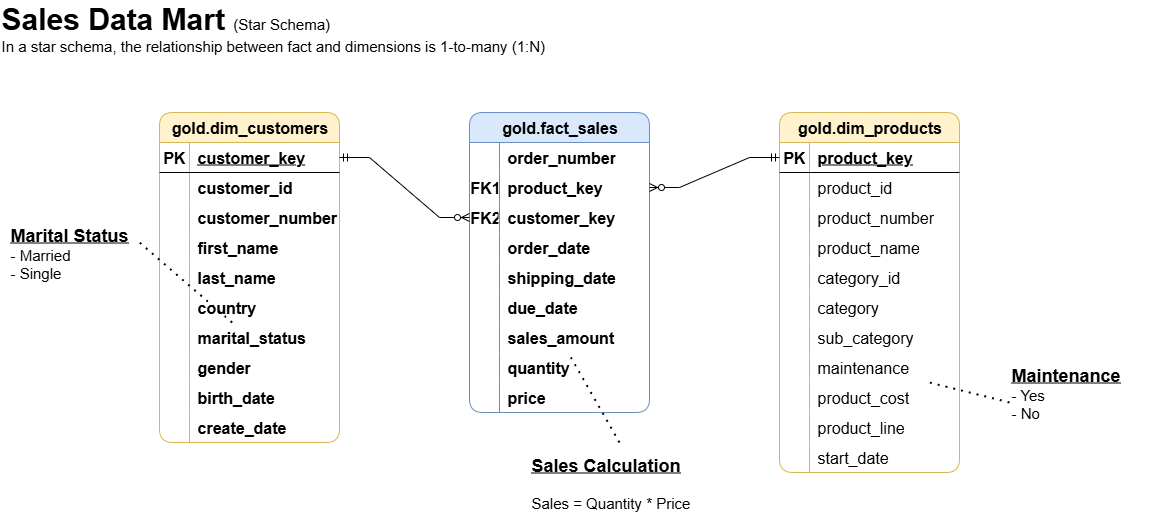 Sales Data Mart (Star Schema)
In a star schema, the relationship between fact and dimensions is 1-to-many (1:N)
gold.dim_customers
PK customer_key
customer_id
customer_number
first_name
last_name
country
marital_status
gender
birth_date
create_date
Marital Status
- Married
- Single
gold.fact_sales
order_number
FK1 product_key
FK2 customer_key
order_date
shipping_date
due_date
sales_amount
quantity
price
Sales Calculation
Sales = Quantity * Price
gold.dim_products
PK product_key
product_id
product_number
product_name
category_id
category
sub_category
maintenance
product_cost
product_line
start_date
Maintenance
- Yes
- No